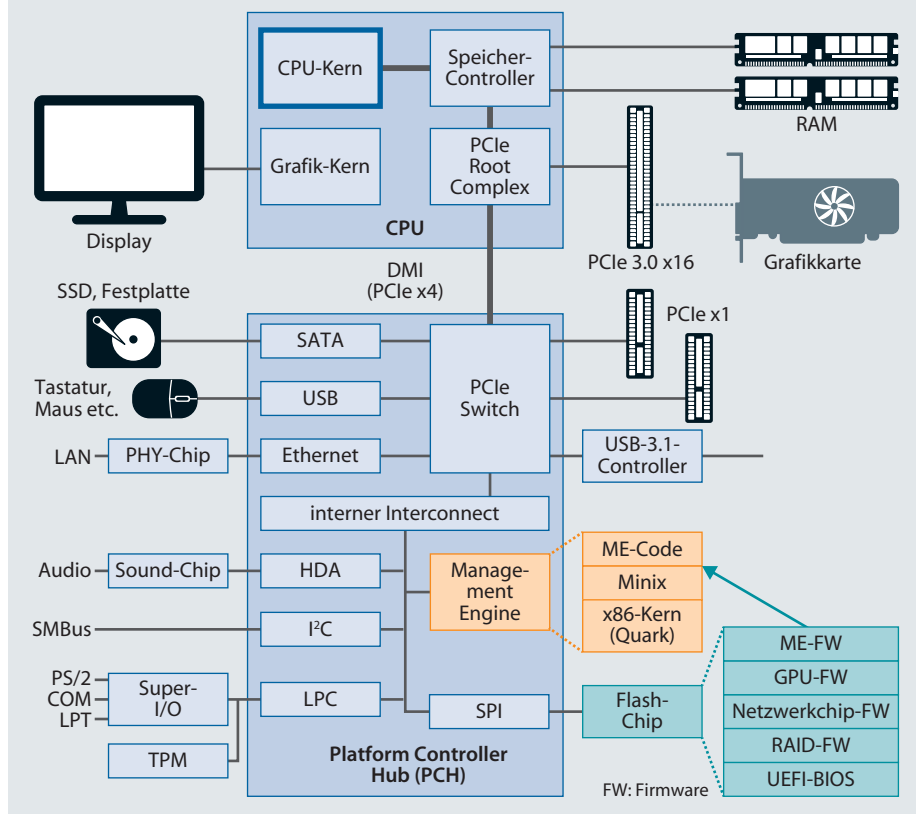 CPU-Kern
Speicher-
Controller
RAM
Grafik-Kern
PCIe
Root
Complex
CPU
Display
PCIe 3.0 x16
Grafikkarte
DMI
(PCIe x4)
SSD, Festplatte
PCIe x1
SATA
PCIe
Switch
Tastatur,
Maus etc.
USB
LAN
PHY-Chip
Ethernet
USB-3.1-
Controller
interner Interconnect
Audio
Sound-Chip
HDA
Manage-
ment
Engine
ME-Code
Minix
x86-Kern
(Quark)
SMBus
I²C
PS/2
COM
LPT
Super-
I/O
LPC
SPI
Flash-
Chip
ME-FW
GPU-FW
Netzwerkchip-FW
RAID-FW
UEFI-BIOS
TPM
Platform Controller
Hub (PCH)
FW: Firmware